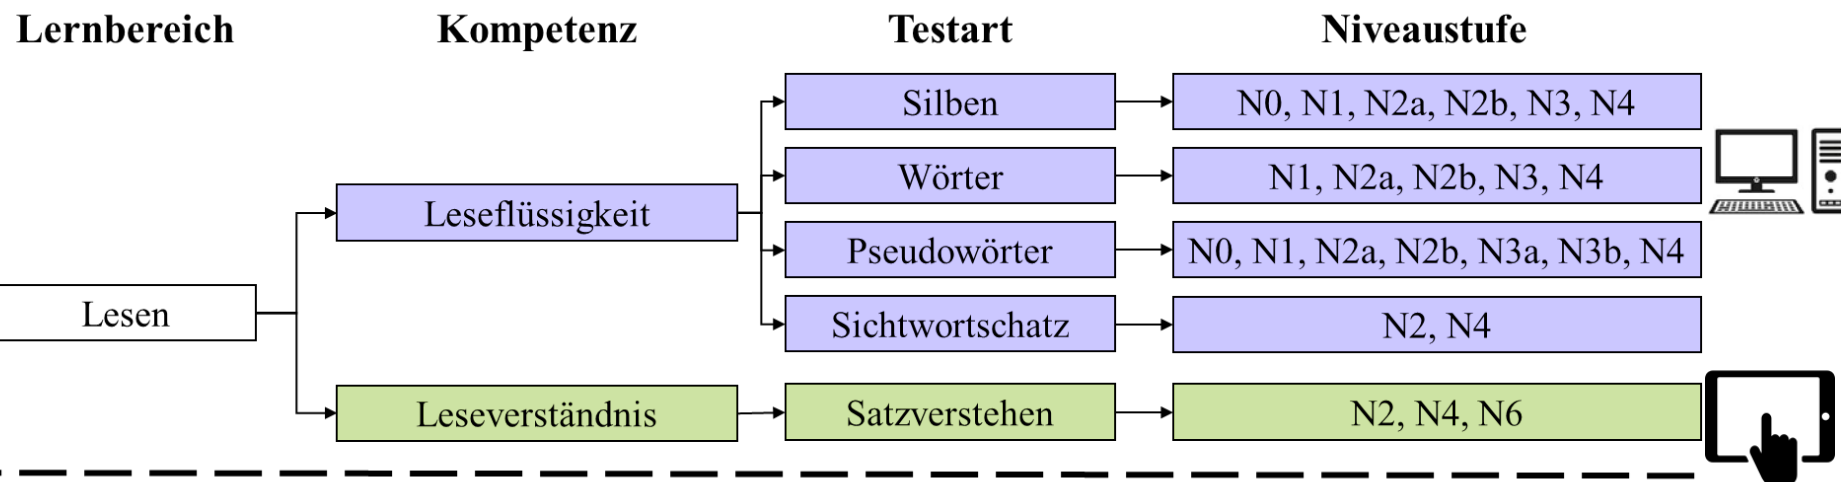 Lernbereich Kompetenz Testart Niveaustufe
Silben N0, N1, N2a, N2b, N3, N4
Wörter N1, N2a, N2b, N3, N4
Leseflüssigkeit
Pseudowörter N0, N1, N2a, N2b, N3a, N3b, N4
Lesen
Sichtwortschatz N2, N4
Leseverständnis Satzverstehen N2, N4, N6